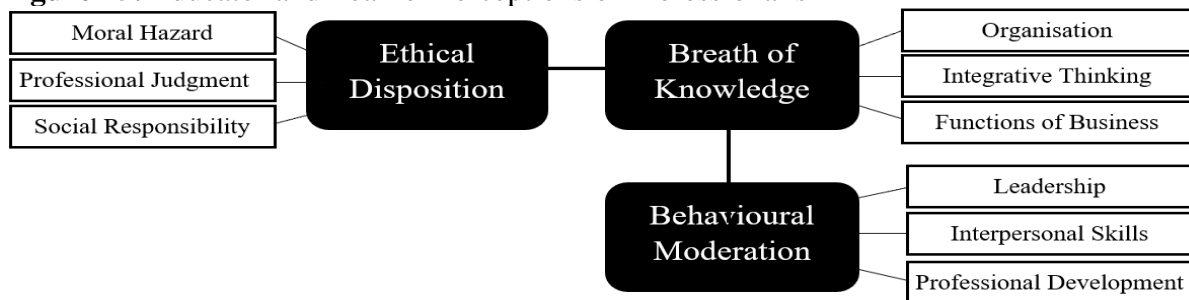 Moral Hazard
Professional Judgment
Social Responsibility
Ethical
Disposition
Breath of
Knowledge
Organisation
Integrative Thinking
Functions of Business
Behavioural
Moderation
Leadership
Interpersonal Skills
Professional Development